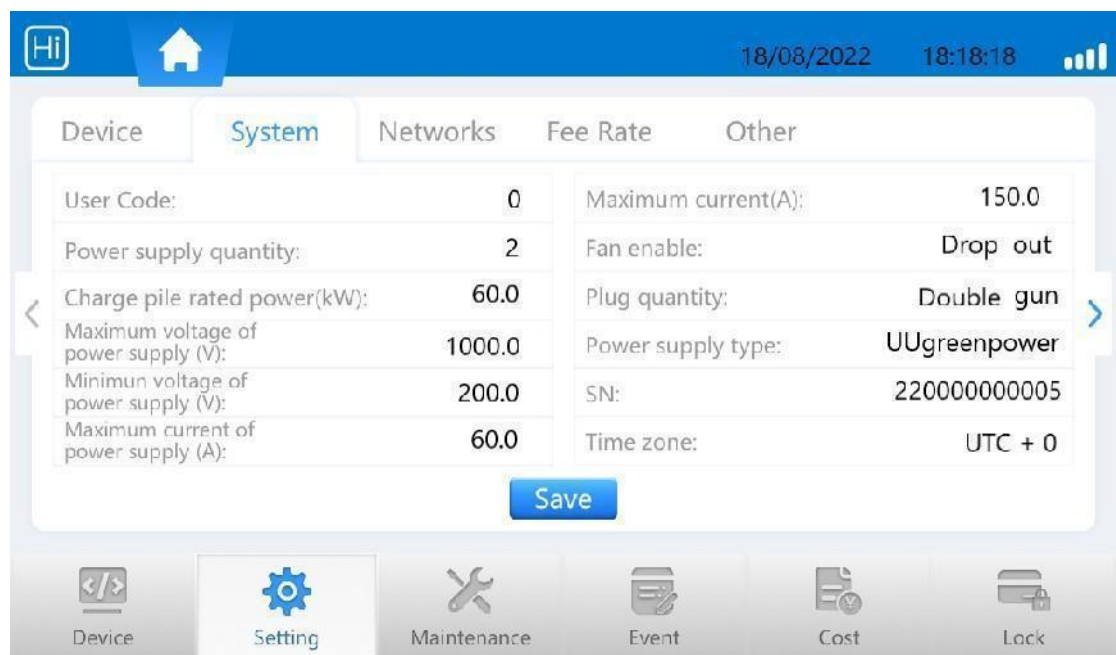 Hi
18/08/2022 18:18:18
Device System Networks Fee Rate Other
User Code: 0
Maximum current(A): 150.0
Power supply quantity: 2
Fan enable: Drop out
Charge pile rated power(kW): 60.0
Plug quantity: Double gun
Maximum voltage of
power supply (V): 1000.0
Power supply type: UUgreenpower
Minimun voltage of
power supply (V): 200.0
SN: 220000000005
Maximum current of
power supply (A): 60.0
Time zone: UTC + 0
Save
Device Setting Maintenance Event Cost Lock